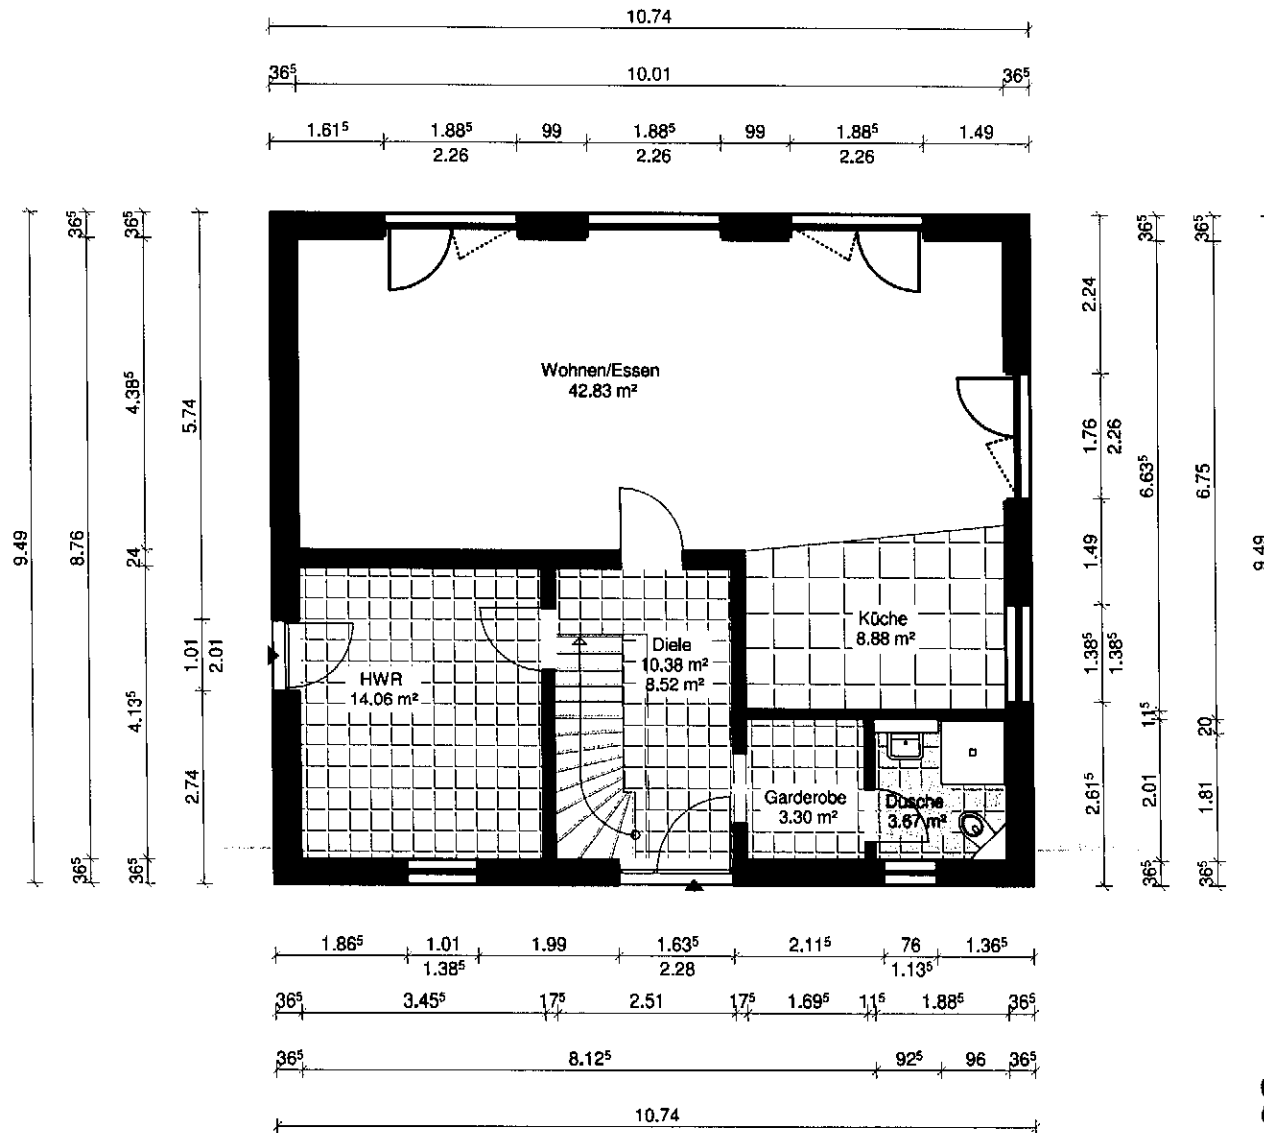 10.74
36⁵ 10.01 36⁵
1.61⁵ 1.88⁵ 99 1.88⁵ 99 1.88⁵ 1.49
2.26 2.26 2.26
9.49
36⁵ 8.76 36⁵
36⁵ 4.38⁵ 24 4.13⁵ 36⁵
5.74 1.01 2.74
2.01
Wohnen/Essen
42.83 m²
Küche
8.88 m²
Diele
10.38 m²
8.52 m²
HWR
14.06 m²
Garderobe
3.30 m²
Dusche
3.67 m²
2.24 1.76 1.49 1.38⁵ 2.61⁵
2.26 1.38⁵
36⁵ 6.63⁵ 11⁵ 2.01 36⁵
36⁵ 6.75 20 1.81 36⁵
9.49
1.86⁵ 1.01 1.99 1.63⁵ 2.11⁵ 76 1.36⁵
1.38⁵ 2.28 1.13⁵
36⁵ 3.45⁵ 17⁵ 2.51 17⁵ 1.69⁵ 11⁵ 1.88⁵ 36⁵
36⁵ 8.12⁵ 92⁵ 96 36⁵
10.74